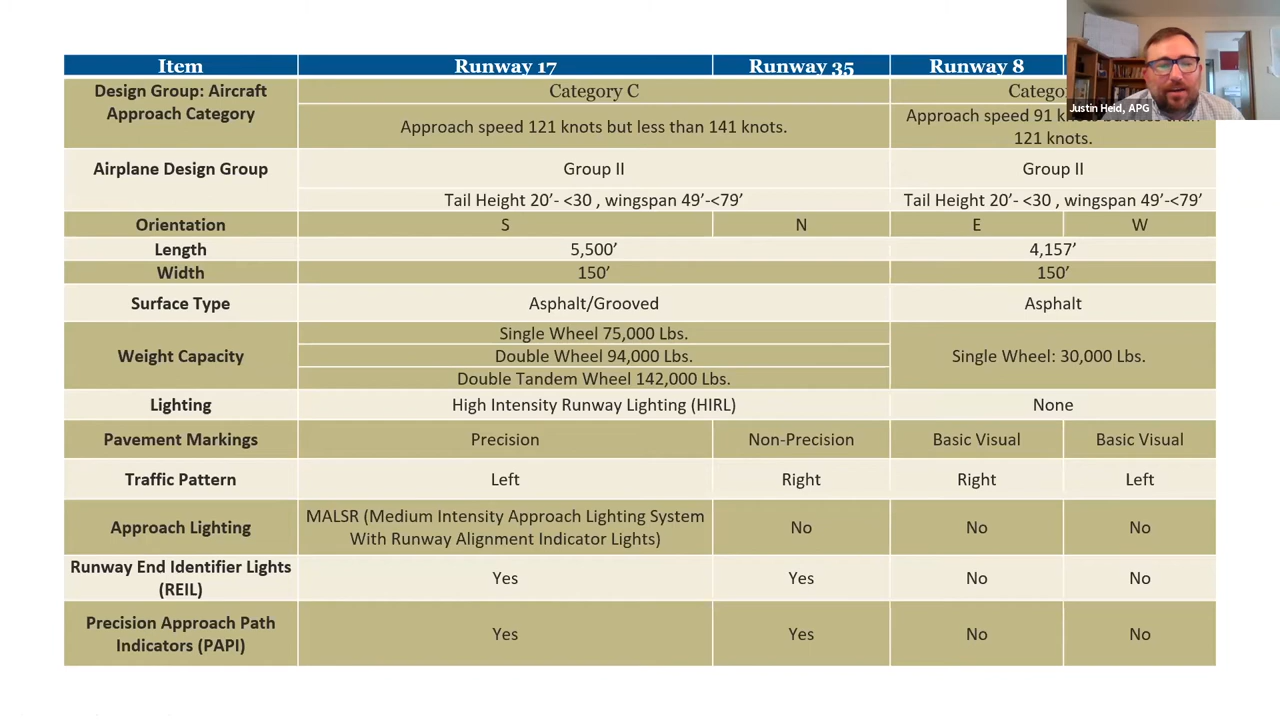 Item Runway 17 Runway 35 Runway 8
Design Group: Aircraft
Approach Category
Category C
Approach speed 121 knots but less than 141 knots.
Approach speed 91
121 knots.
Justin Heid, APG
Airplane Design Group Group II Group II
Tail Height 20’- <30 , wingspan 49’-<79’ Tail Height 20’- <30 , wingspan 49’-<79’
Orientation S N E W
Length 5,500’ 4,157’
Width 150’ 150’
Surface Type Asphalt/Grooved Asphalt
Weight Capacity
Single Wheel 75,000 Lbs.
Double Wheel 94,000 Lbs.
Double Tandem Wheel 142,000 Lbs.
Single Wheel: 30,000 Lbs.
Lighting High Intensity Runway Lighting (HIRL) None
Pavement Markings Precision Non-Precision Basic Visual Basic Visual
Traffic Pattern Left Right Right Left
Approach Lighting
MALSR (Medium Intensity Approach Lighting System
With Runway Alignment Indicator Lights)
No No No
Runway End Identifier Lights
(REIL)
Yes Yes No No
Precision Approach Path
Indicators (PAPI)
Yes Yes No No